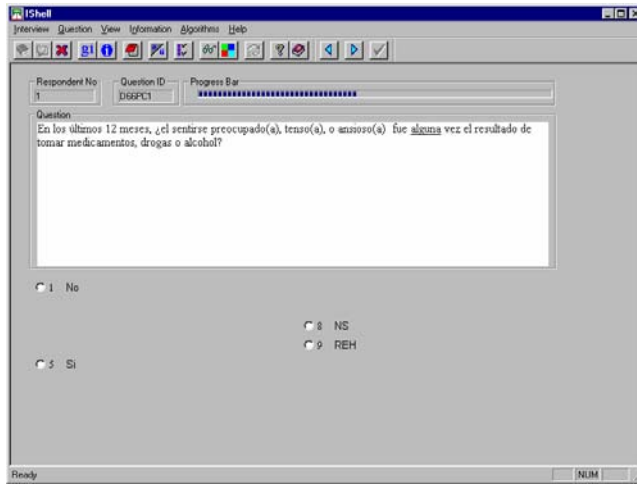 IShell
Interview Question View Information Algorithms Help
Respondent No Question ID Progress Bar
1 D66PC1
Question
En los últimos 12 meses, ¿el sentirse preocupado(a), tenso(a), o ansioso(a) fue alguna vez el resultado de
tomar medicamentos, drogas o alcohol?
1 No
8 NS
9 REH
5 Si
Ready NUM